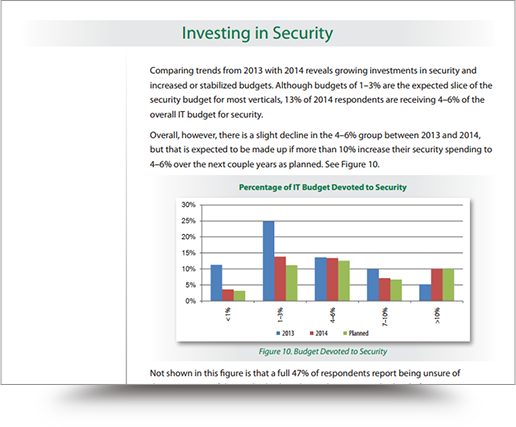 Investing in Security
Comparing trends from 2013 with 2014 reveals growing investments in security and
increased or stabilized budgets. Although budgets of 1–3% are the expected slice of the
security budget for most verticals, 13% of 2014 respondents are receiving 4–6% of the
overall IT budget for security.
Overall, however, there is a slight decline in the 4–6% group between 2013 and 2014,
but that is expected to be made up if more than 10% increase their security spending to
4–6% over the next couple years as planned. See Figure 10.
Percentage of IT Budget Devoted to Security
30%
25%
20%
15%
10%
5%
0%
<1%
1–3%
4–6%
7–10%
>10%
2013 2014 Planned
Figure 10. Budget Devoted to Security
Not shown in this figure is that a full 47% of respondents report being unsure of